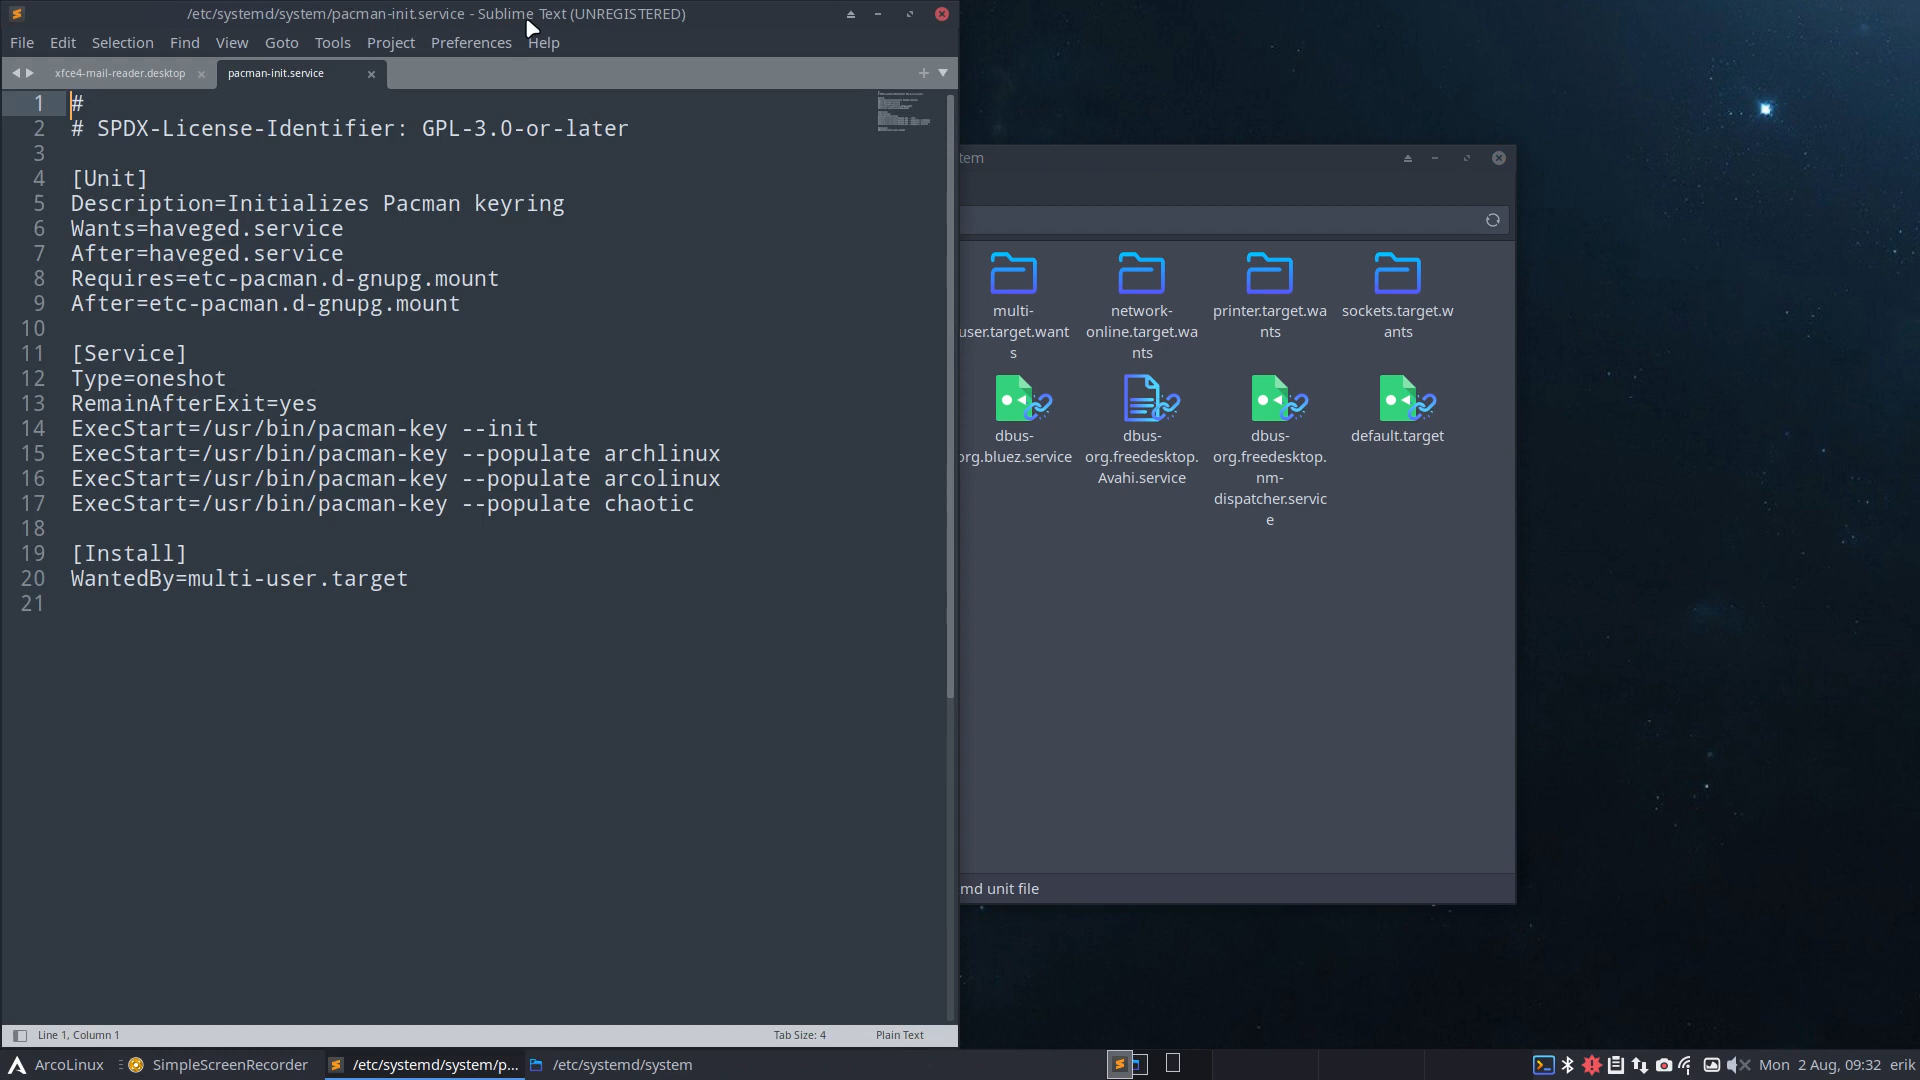 /etc/systemd/system/pacman-init.service - Sublime Text (UNREGISTERED)
File Edit Selection Find View Goto Tools Project Preferences Help
xfce4-mail-reader.desktop
pacman-init.service
1 #
2 # SPDX-License-Identifier: GPL-3.0-or-later
3
4 [Unit]
5 Description=Initializes Pacman keyring
6 Wants=haveged.service
7 After=haveged.service
8 Requires=etc-pacman.d-gnupg.mount
9 After=etc-pacman.d-gnupg.mount
10
11 [Service]
12 Type=oneshot
13 RemainAfterExit=yes
14 ExecStart=/usr/bin/pacman-key --init
15 ExecStart=/usr/bin/pacman-key --populate archlinux
16 ExecStart=/usr/bin/pacman-key --populate arcolinux
17 ExecStart=/usr/bin/pacman-key --populate chaotic
18
19 [Install]
20 WantedBy=multi-user.target
21
Line 1, Column 1
Tab Size: 4
Plain Text
tem
multi-
user.target.want
s
network-
online.target.wa
nts
printer.target.wa
nts
sockets.target.w
ants
dbus-
org.bluez.service
dbus-
org.freedesktop.
Avahi.service
dbus-
org.freedesktop.
nm-
dispatcher.servic
e
default.target
md unit file
ArcoLinux
SimpleScreenRecorder
/etc/systemd/system/p...
/etc/systemd/system
Mon 2 Aug, 09:32 erik